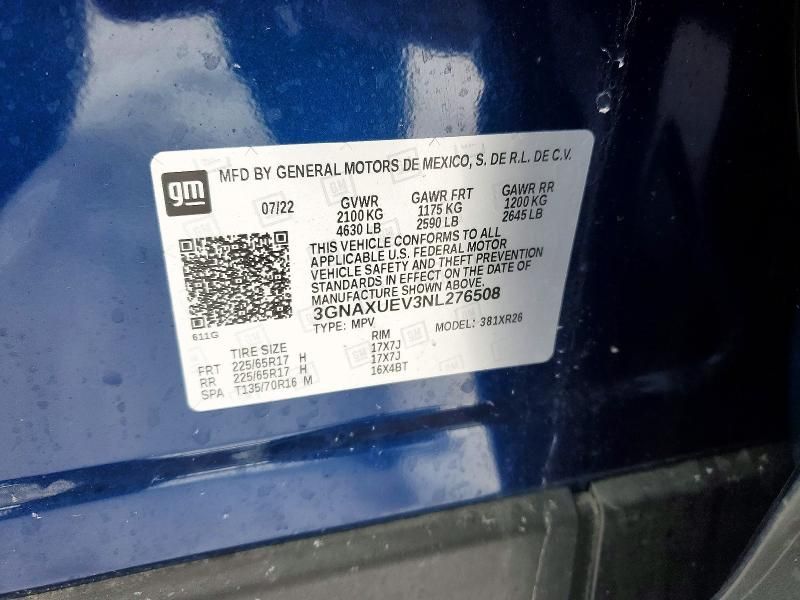 gm
MFD BY GENERAL MOTORS DE MEXICO, S. DE R.L. DE C.V.
07/22 GVWR GAWR FRT GAWR RR
2100 KG 1175 KG 1200 KG
4630 LB 2590 LB 2645 LB
THIS VEHICLE CONFORMS TO ALL
APPLICABLE U.S. FEDERAL MOTOR
VEHICLE SAFETY AND THEFT PREVENTION
STANDARDS IN EFFECT ON THE DATE OF
MANUFACTURE SHOWN ABOVE.
3GNAXUEV3NL276508
TYPE: MPV MODEL: 381XR26
611G
TIRE SIZE RIM
FRT 225/65R17 H 17X7J
RR 225/65R17 H 17X7J
SPA T135/70R16 M 16X4BT